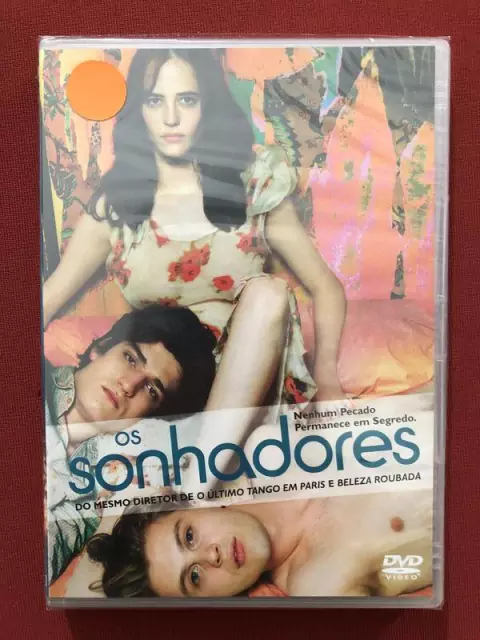 Nenhum Pecado
Permanece em Segredo.
os
sonhadores
DO MESMO DIRETOR DE O ÚLTIMO TANGO EM PARIS E BELEZA ROUBADA
DVD
VIDEO